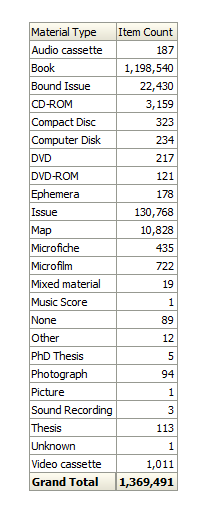 Material Type Item Count
Audio cassette 187
Book 1,198,540
Bound Issue 22,430
CD-ROM 3,159
Compact Disc 323
Computer Disk 234
DVD 217
DVD-ROM 121
Ephemera 178
Issue 130,768
Map 10,828
Microfiche 435
Microfilm 722
Mixed material 19
Music Score 1
None 89
Other 12
PhD Thesis 5
Photograph 94
Picture 1
Sound Recording 3
Thesis 113
Unknown 1
Video cassette 1,011
Grand Total 1,369,491